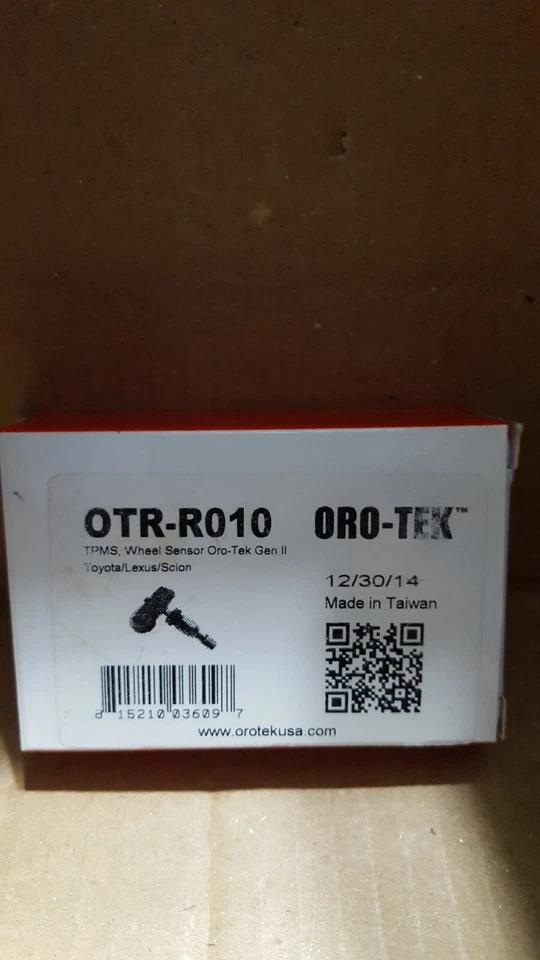 OTR-R010 ORO-TEK™
TPMS, Wheel Sensor Oro-Tek Gen II
Toyota/Lexus/Scion
12/30/14
Made in Taiwan
8 15210 03609 7
www.orotekusa.com